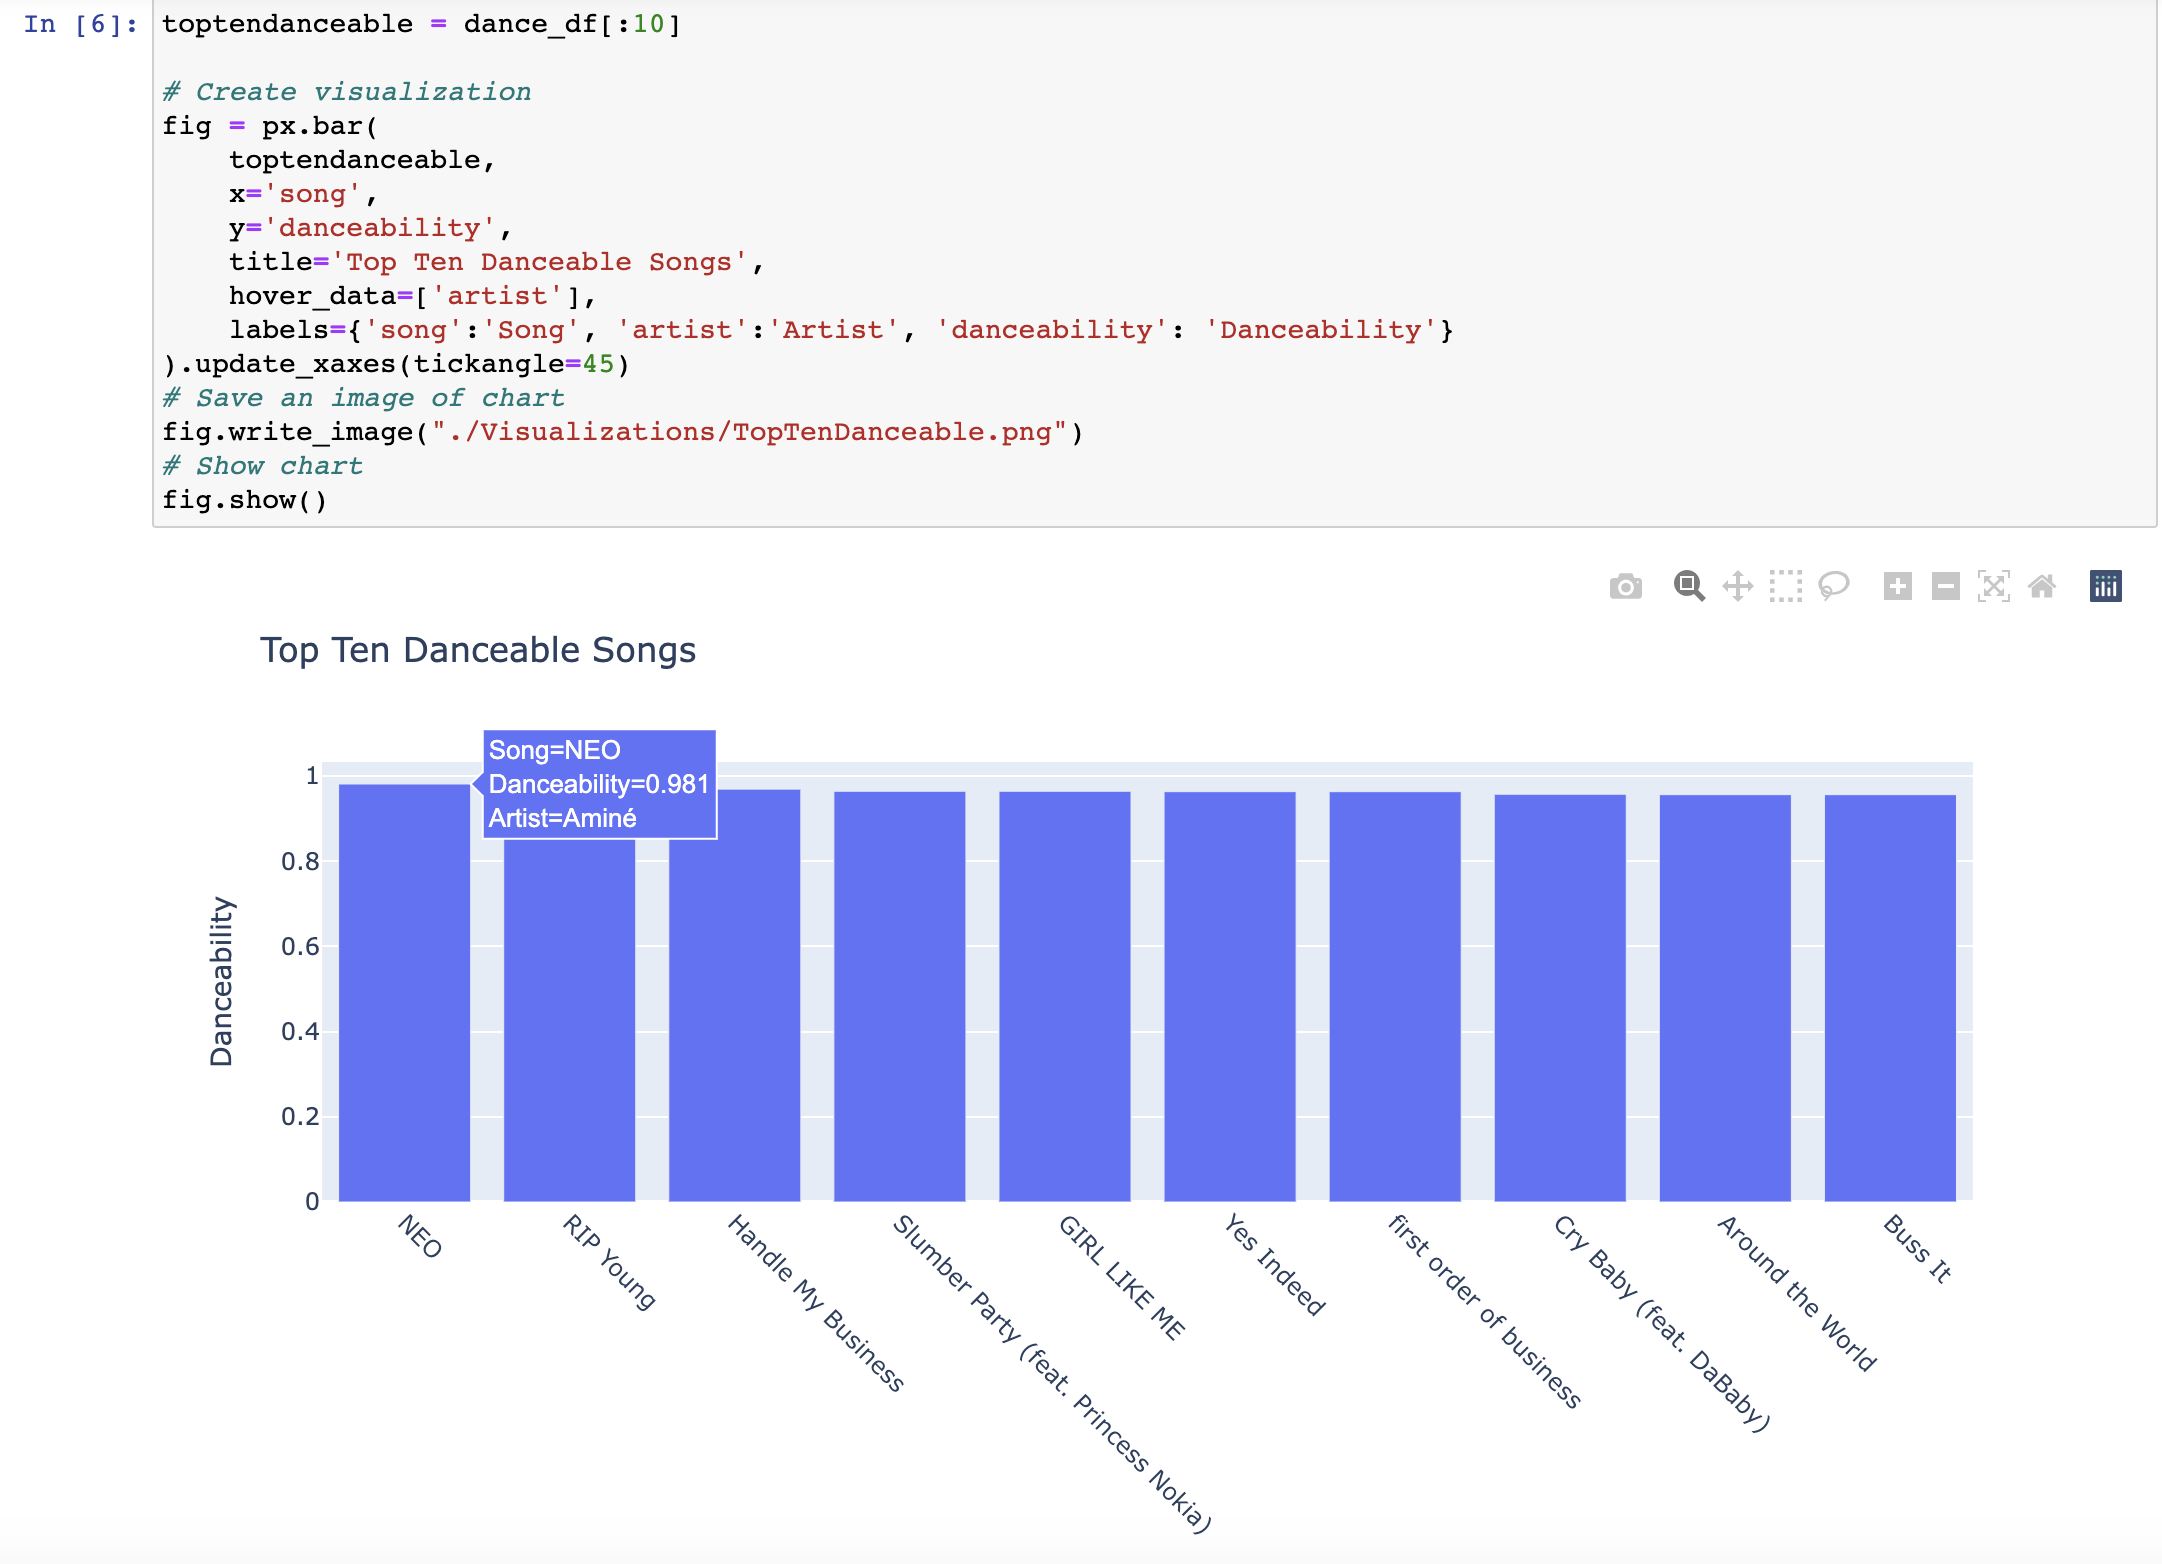 In [6]:
toptendanceable = dance_df[:10]
# Create visualization
fig = px.bar(
    toptendanceable,
    x='song',
    y='danceability',
    title='Top Ten Danceable Songs',
    hover_data=['artist'],
    labels={'song':'Song', 'artist':'Artist', 'danceability': 'Danceability'}
).update_xaxes(tickangle=45)
# Save an image of chart
fig.write_image("./Visualizations/TopTenDanceable.png")
# Show chart
fig.show()
Top Ten Danceable Songs
Song=NEO
Danceability=0.981
Artist=Aminé
1
0.8
0.6
0.4
0.2
0
Danceability
NEO
RIP Young
Handle My Business
Slumber Party (feat. Princess Nokia)
GIRL LIKE ME
Yes Indeed
first order of business
Cry Baby (feat. DaBaby)
Around the World
Buss It